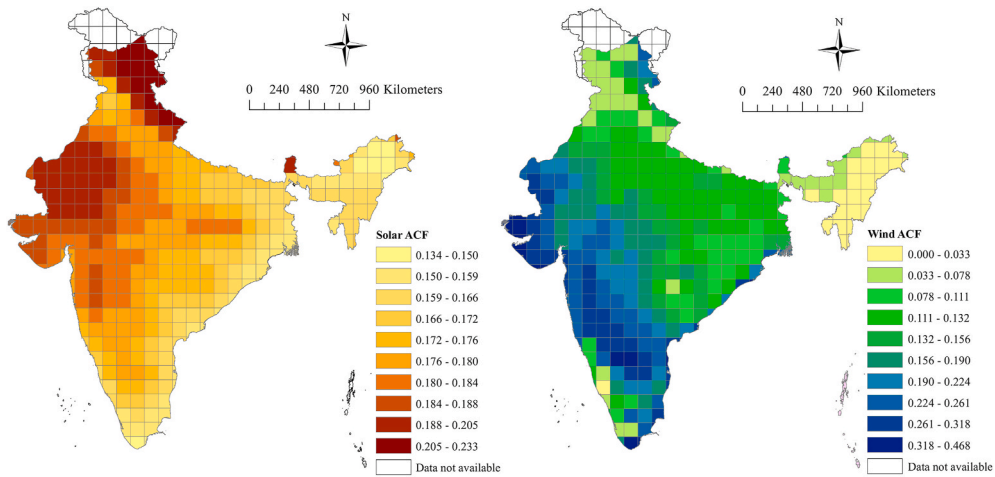 N
0 240 480 720 960 Kilometers
Solar ACF
0.134 - 0.150
0.150 - 0.159
0.159 - 0.166
0.166 - 0.172
0.172 - 0.176
0.176 - 0.180
0.180 - 0.184
0.184 - 0.188
0.188 - 0.205
0.205 - 0.233
Data not available
N
0 240 480 720 960 Kilometers
Wind ACF
0.000 - 0.033
0.033 - 0.078
0.078 - 0.111
0.111 - 0.132
0.132 - 0.156
0.156 - 0.190
0.190 - 0.224
0.224 - 0.261
0.261 - 0.318
0.318 - 0.468
Data not available